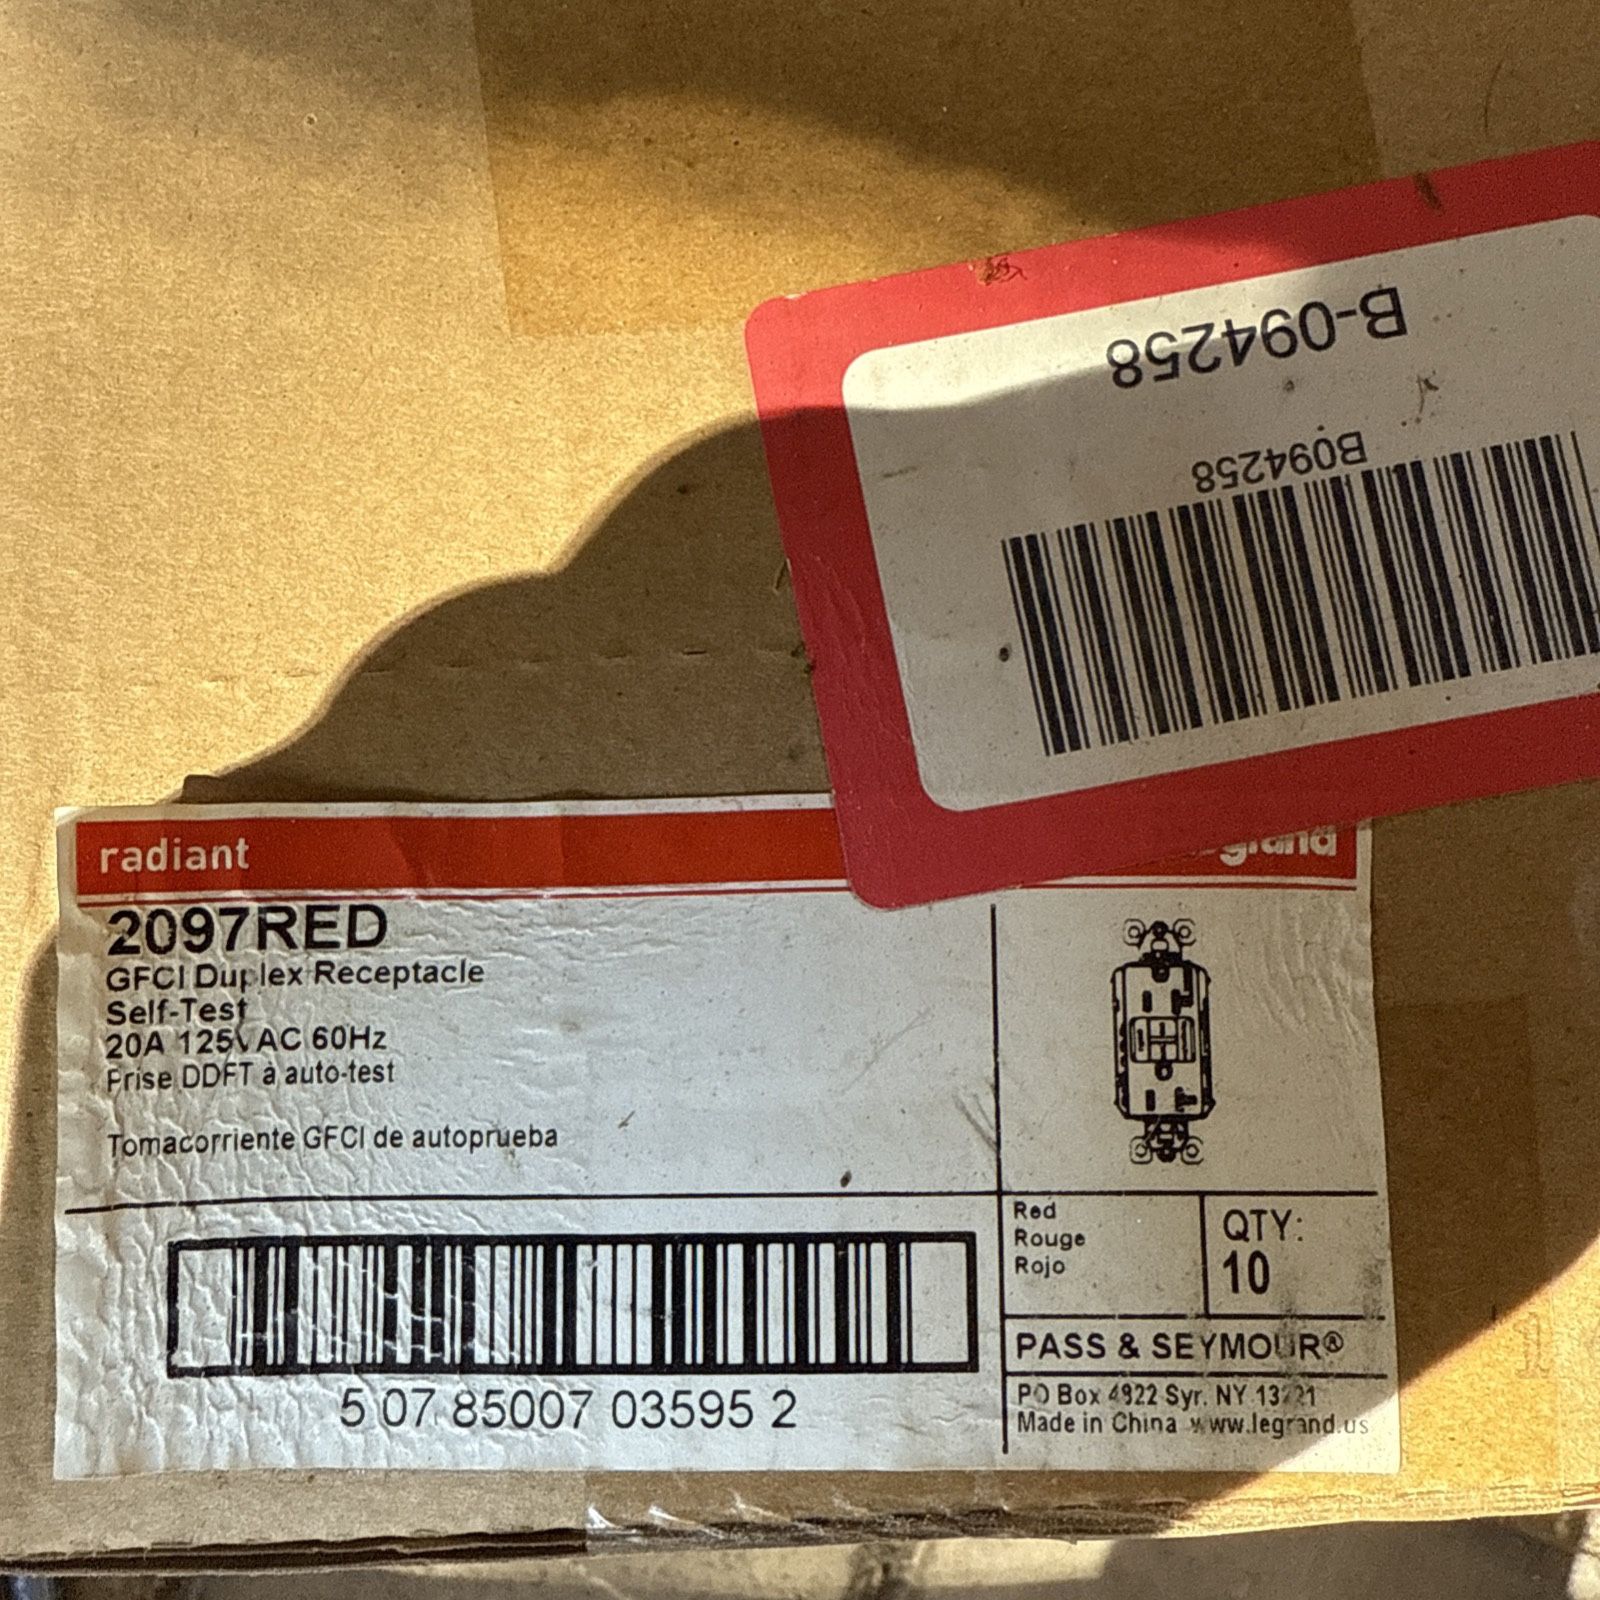 B-094258
B094258
radiant
2097RED
GFCI Duplex Receptacle
Self-Test
20A 125V AC 60Hz
Prise DDFT à auto-test
Tomacorriente GFCI de autoprueba
5 07 85007 03595 2
Red
Rouge
Rojo
QTY:
10
PASS & SEYMOUR®
PO Box 4822 Syr. NY 13221
Made in China www.legrand.us